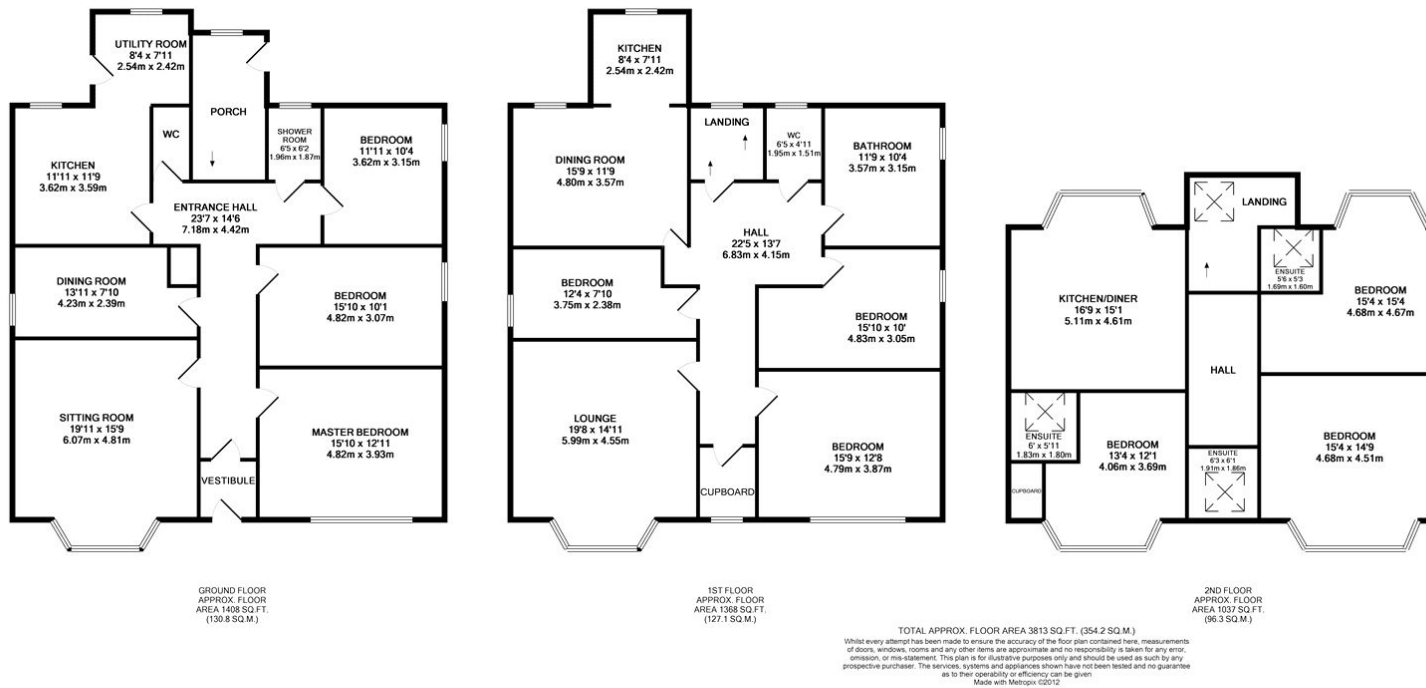 UTILITY ROOM
8'4 x 7'11
2.54m x 2.42m
PORCH
WC
SHOWER
ROOM
6'5 x 6'2
1.96m x 1.87m
BEDROOM
11'11 x 10'4
3.62m x 3.15m
KITCHEN
11'11 x 11'9
3.62m x 3.59m
ENTRANCE HALL
23'7 x 14'6
7.18m x 4.42m
DINING ROOM
13'11 x 7'10
4.23m x 2.39m
BEDROOM
15'10 x 10'1
4.82m x 3.07m
SITTING ROOM
19'11 x 15'9
6.07m x 4.81m
MASTER BEDROOM
15'10 x 12'11
4.82m x 3.93m
VESTIBULE
GROUND FLOOR
APPROX. FLOOR
AREA 1408 SQ.FT.
(130.8 SQ.M.)
KITCHEN
8'4 x 7'11
2.54m x 2.42m
LANDING
WC
6'5 x 4'11
1.95m x 1.51m
BATHROOM
11'9 x 10'4
3.57m x 3.15m
DINING ROOM
15'9 x 11'9
4.80m x 3.57m
HALL
22'5 x 13'7
6.83m x 4.15m
BEDROOM
12'4 x 7'10
3.75m x 2.38m
BEDROOM
15'10 x 10'
4.83m x 3.05m
LOUNGE
19'8 x 14'11
5.99m x 4.55m
BEDROOM
15'9 x 12'8
4.79m x 3.87m
CUPBOARD
1ST FLOOR
APPROX. FLOOR
AREA 1368 SQ.FT.
(127.1 SQ.M.)
LANDING
ENSUITE
5'6 x 5'3
1.69m x 1.60m
KITCHEN/DINER
16'9 x 15'1
5.11m x 4.61m
BEDROOM
15'4 x 15'4
4.68m x 4.67m
HALL
ENSUITE
6' x 5'11
1.83m x 1.80m
BEDROOM
13'4 x 12'1
4.06m x 3.69m
ENSUITE
6'3 x 6'1
1.91m x 1.86m
BEDROOM
15'4 x 14'9
4.68m x 4.51m
CUPBOARD
2ND FLOOR
APPROX. FLOOR
AREA 1037 SQ.FT.
(96.3 SQ.M.)
TOTAL APPROX. FLOOR AREA 3813 SQ.FT. (354.2 SQ.M.)
Whilst every attempt has been made to ensure the accuracy of the floor plan contained here, measurements
of doors, windows, rooms and any other items are approximate and no responsibility is taken for any error,
omission, or mis-statement. This plan is for illustrative purposes only and should be used as such by any
prospective purchaser. The services, systems and appliances shown have not been tested and no guarantee
as to their operability or efficiency can be given
Made with Metropix ©2012